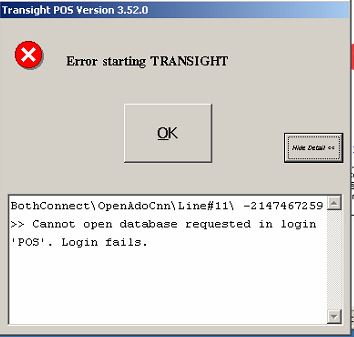 Transight POS Version 3.52.0
Error starting TRANSIGHT
OK
Hide Detail <<
BothConnect\OpenAdoCnn\Line#11\ -2147467259
>> Cannot open database requested in login
'POS'. Login fails.